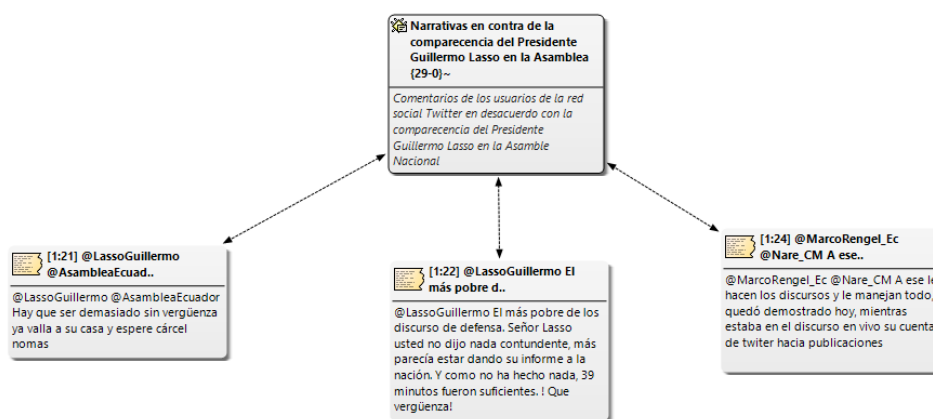 Narrativas en contra de la
comparecencia del Presidente
Guillermo Lasso en la Asamblea
{29-0}~
Comentarios de los usuarios de la red
social Twitter en desacuerdo con la
comparecencia del Presidente
Guillermo Lasso en la Asamble
Nacional
[1:21] @LassoGuillermo
@AsambleaEcuad..
@LassoGuillermo @AsambleaEcuador
Hay que ser demasiado sin vergüenza
ya valla a su casa y espere cárcel
nomas
[1:22] @LassoGuillermo El
más pobre d..
@LassoGuillermo El más pobre de los
discurso de defensa. Señor Lasso
usted no dijo nada contundente, más
parecía estar dando su informe a la
nación. Y como no ha hecho nada, 39
minutos fueron suficientes. ! Que
vergüenza!
[1:24] @MarcoRengel_Ec
@Nare_CM A ese..
@MarcoRengel_Ec @Nare_CM A ese le
hacen los discursos y le manejan todo,
quedó demostrado hoy, mientras
estaba en el discurso en vivo su cuenta
de twiter hacia publicaciones